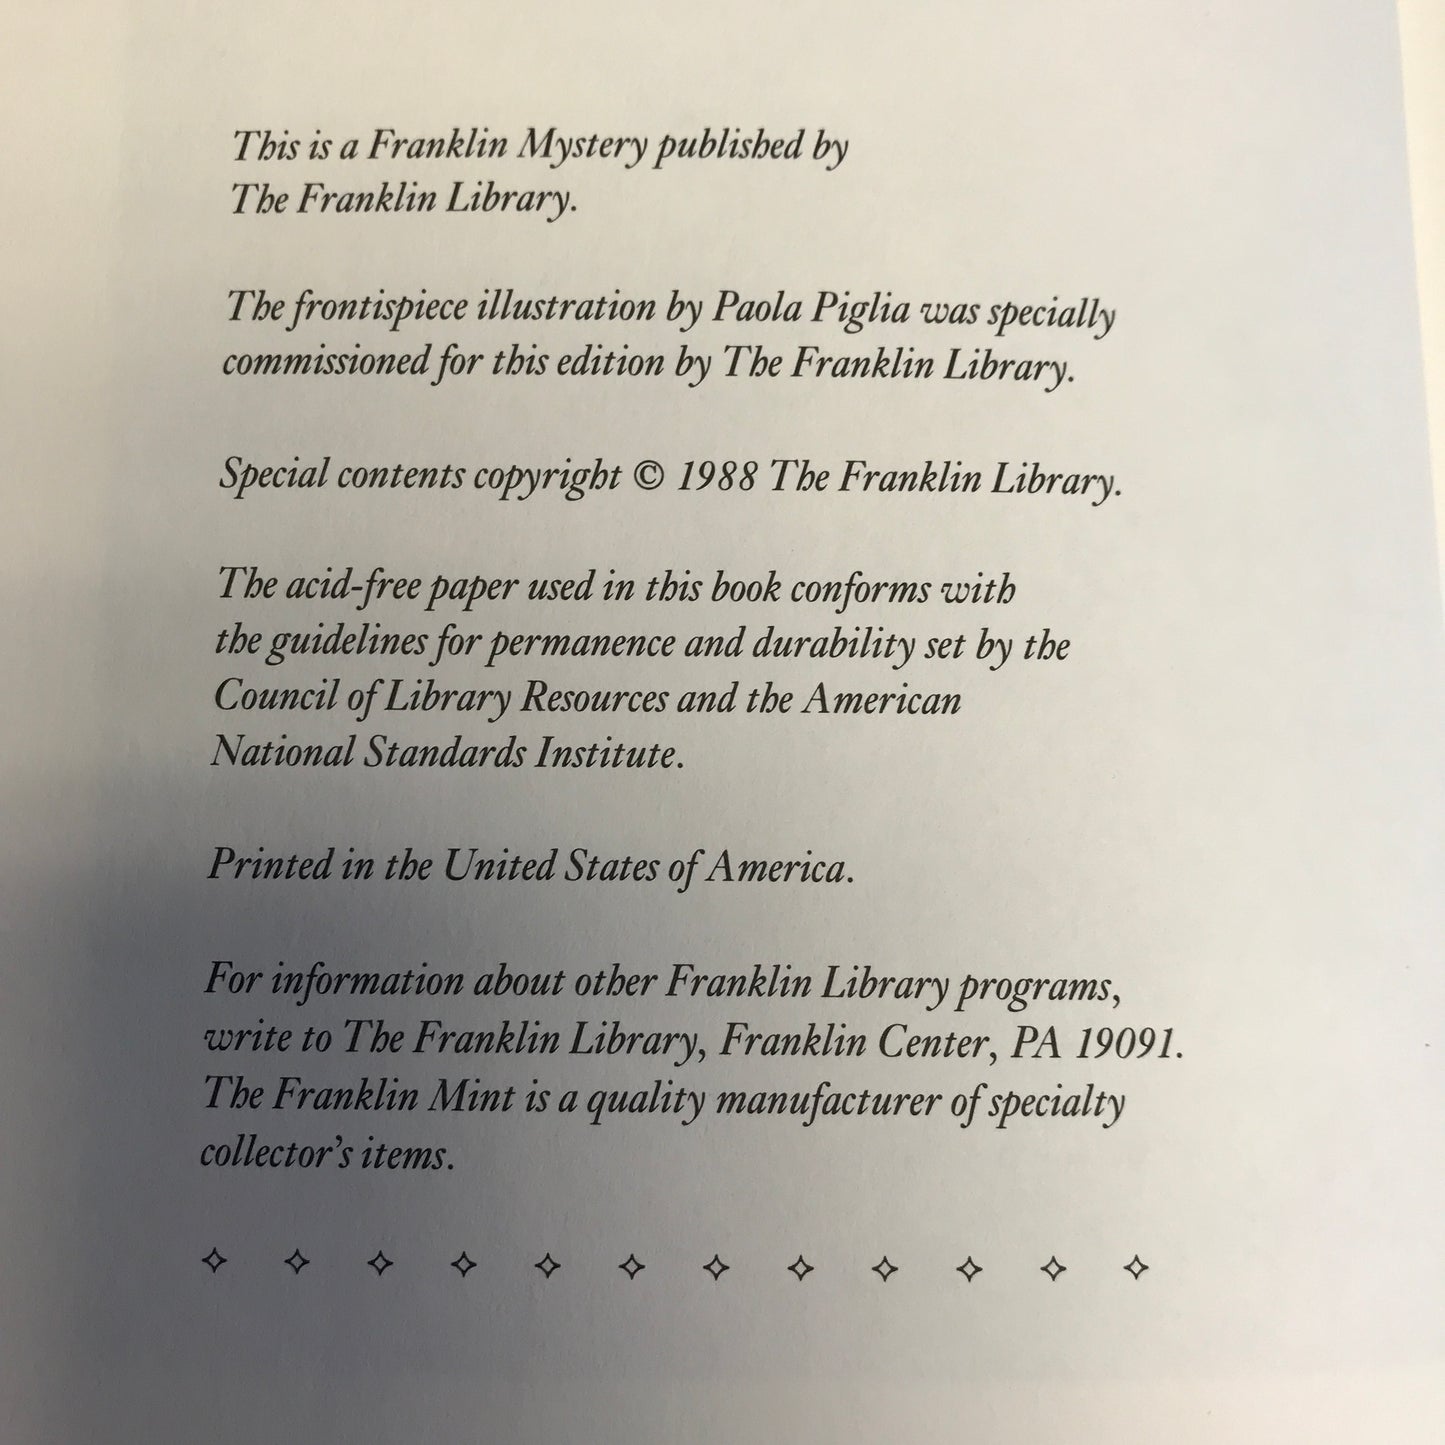 This is a Franklin Mystery published by
The Franklin Library.
The frontispiece illustration by Paola Piglia was specially
commissioned for this edition by The Franklin Library.
Special contents copyright © 1988 The Franklin Library.
The acid-free paper used in this book conforms with
the guidelines for permanence and durability set by the
Council of Library Resources and the American
National Standards Institute.
Printed in the United States of America.
For information about other Franklin Library programs,
write to The Franklin Library, Franklin Center, PA 19091.
The Franklin Mint is a quality manufacturer of specialty
collector's items.